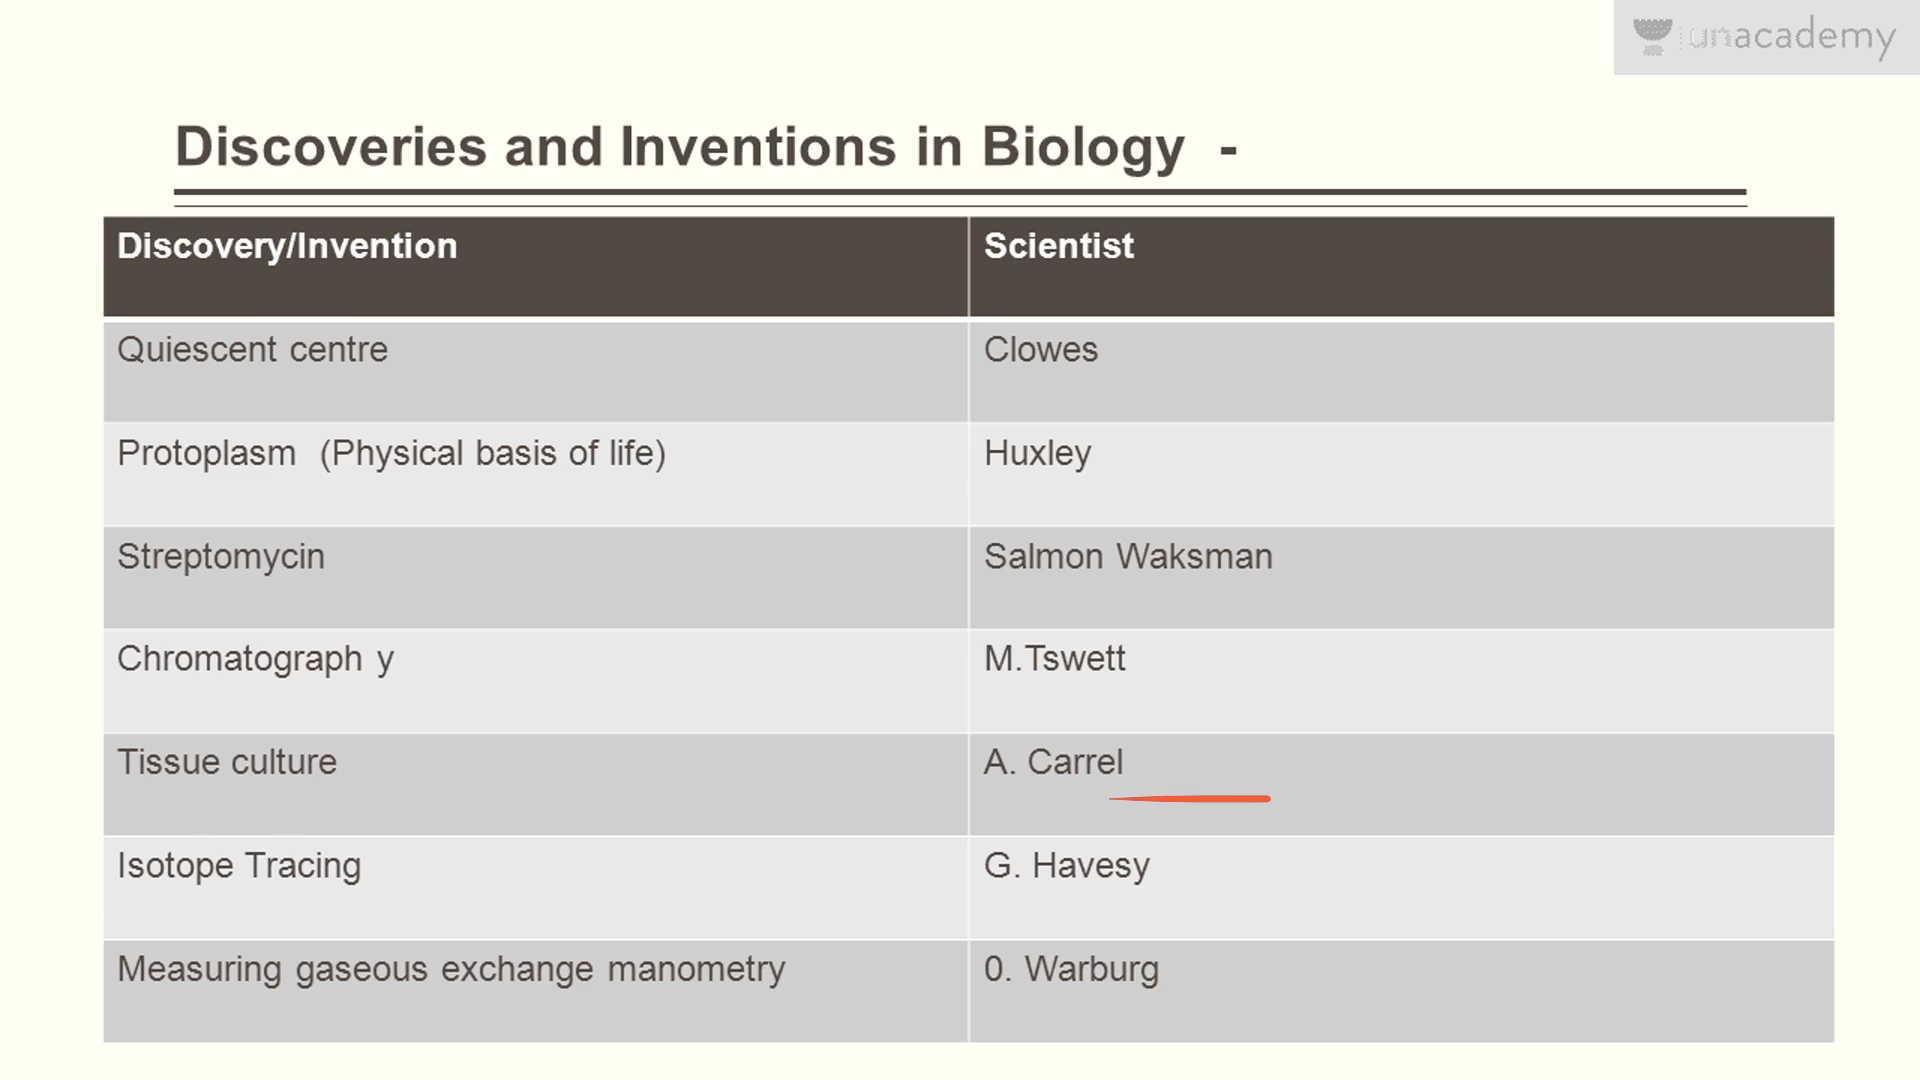 unacademy
Discoveries and Inventions in Biology -
Discovery/Invention Scientist
Quiescent centre Clowes
Protoplasm (Physical basis of life) Huxley
Streptomycin Salmon Waksman
Chromatograph y M.Tswett
Tissue culture A. Carrel
Isotope Tracing G. Havesy
Measuring gaseous exchange manometry 0. Warburg